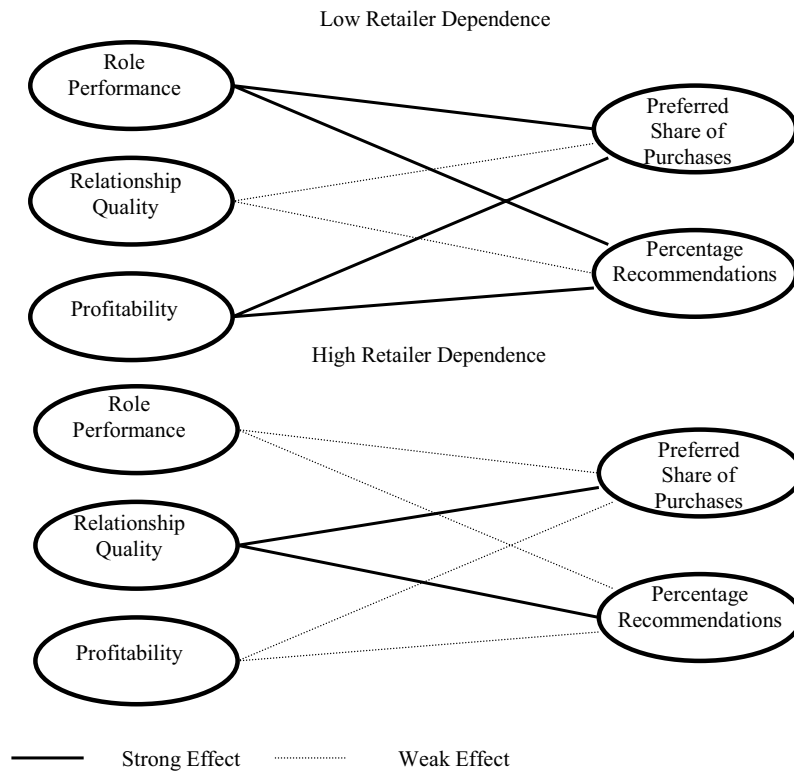 Low Retailer Dependence
Role
Performance
Preferred
Share of
Purchases
Relationship
Quality
Percentage
Recommendations
Profitability
High Retailer Dependence
Role
Performance
Preferred
Share of
Purchases
Relationship
Quality
Percentage
Recommendations
Profitability
Strong Effect
Weak Effect